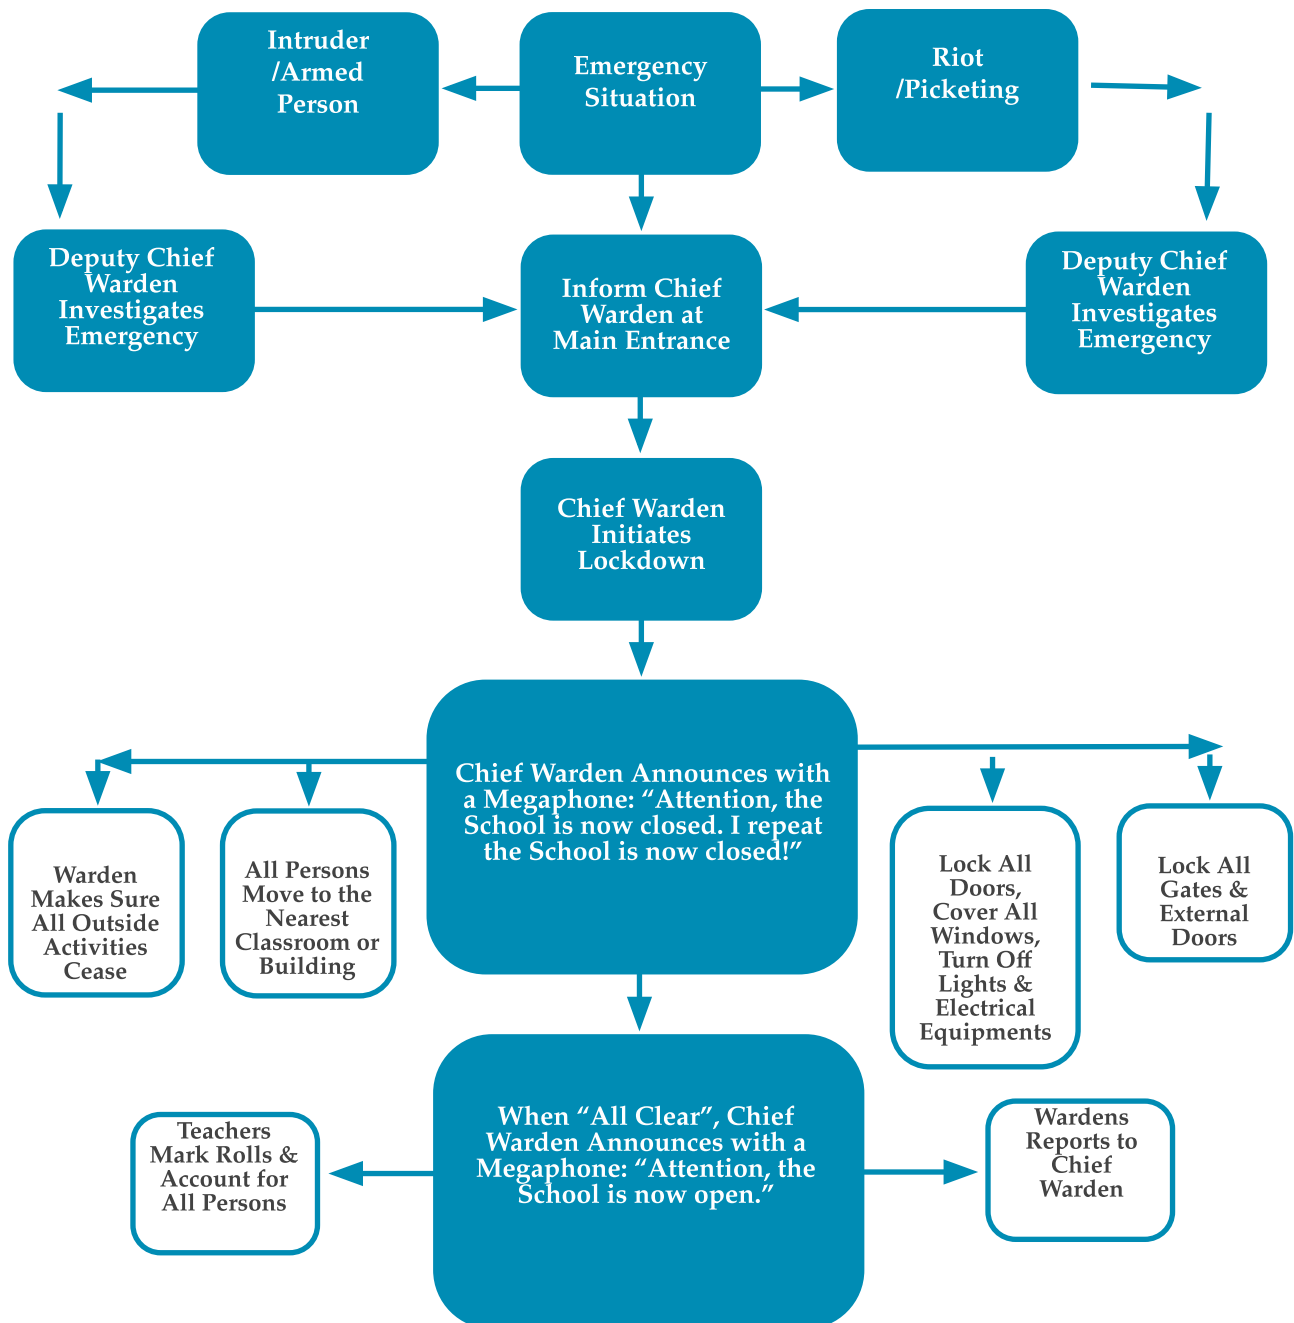 Intruder
/Armed
Person
Emergency
Situation
Riot
/Picketing
Deputy Chief
Warden
Investigates
Emergency
Inform Chief
Warden at
Main Entrance
Deputy Chief
Warden
Investigates
Emergency
Chief Warden
Initiates
Lockdown
Chief Warden Announces with
a Megaphone: “Attention, the
School is now closed. I repeat
the School is now closed!”
Warden
Makes Sure
All Outside
Activities
Cease
All Persons
Move to the
Nearest
Classroom or
Building
Lock All
Doors,
Cover All
Windows,
Turn Off
Lights &
Electrical
Equipments
Lock All
Gates &
External
Doors
When “All Clear”, Chief
Warden Announces with a
Megaphone: “Attention, the
School is now open.”
Teachers
Mark Rolls &
Account for
All Persons
Wardens
Reports to
Chief
Warden